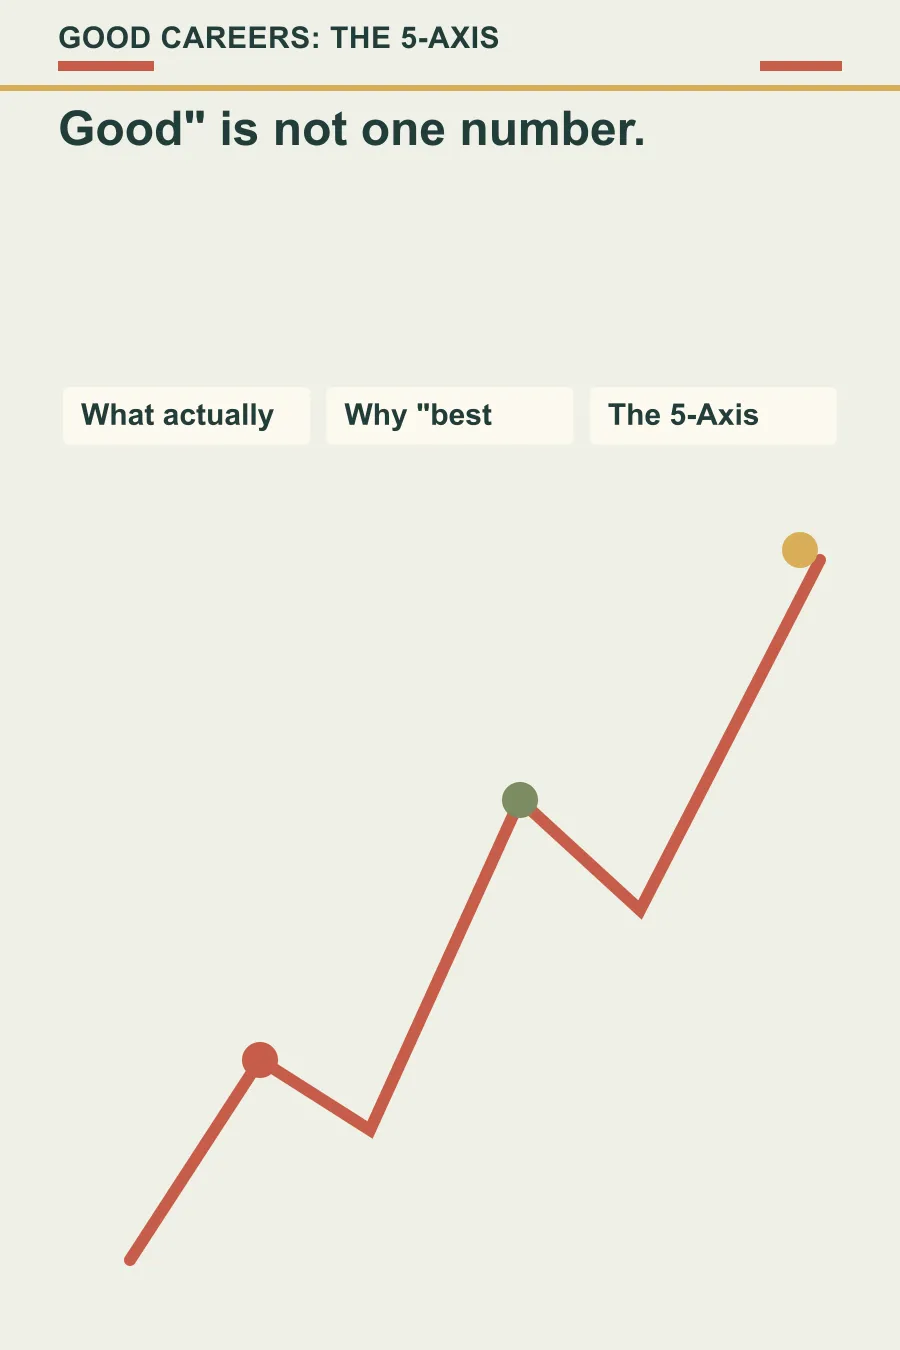 GOOD CAREERS: THE 5-AXIS
Good" is not one number.
What actually
Why "best
The 5-Axis